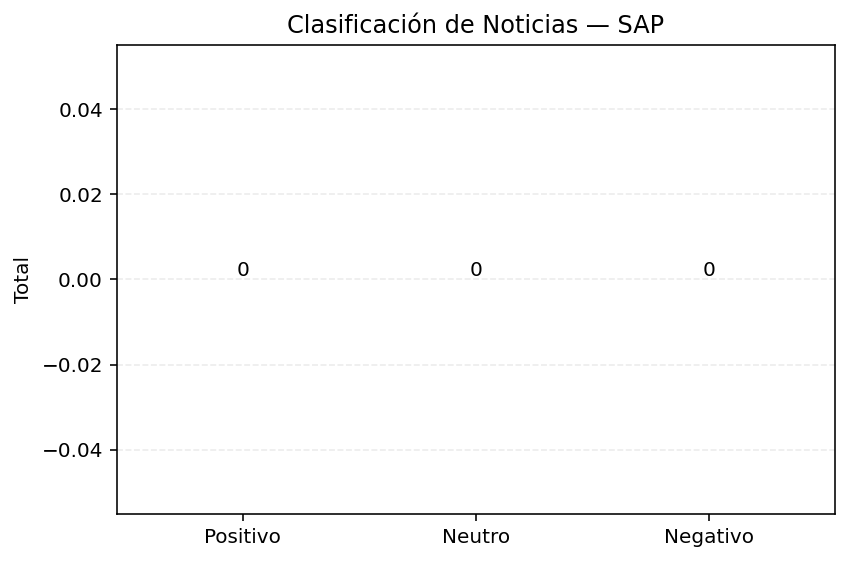 Clasificación de Noticias — SAP
Total
0.04
0.02
0.00
−0.02
−0.04
0 0 0
Positivo Neutro Negativo